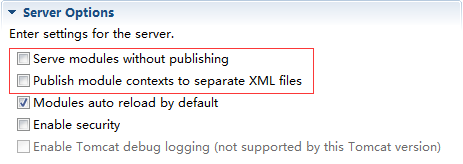 Server Options
Enter settings for the server.
Serve modules without publishing
Publish module contexts to separate XML files
Modules auto reload by default
Enable security
Enable Tomcat debug logging (not supported by this Tomcat version)